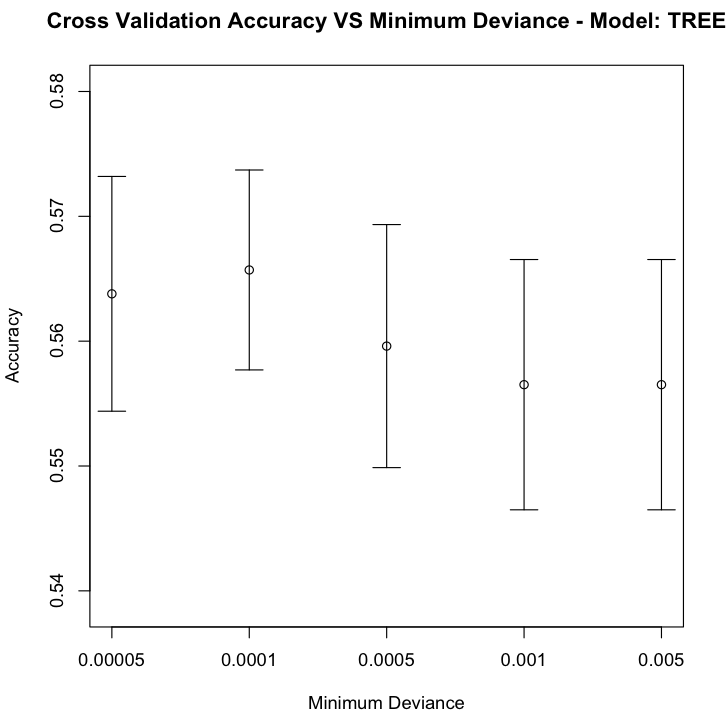 Cross Validation Accuracy VS Minimum Deviance - Model: TREE
0.58
0.57
0.56
0.55
0.54
Accuracy
0.00005 0.0001 0.0005 0.001 0.005
Minimum Deviance